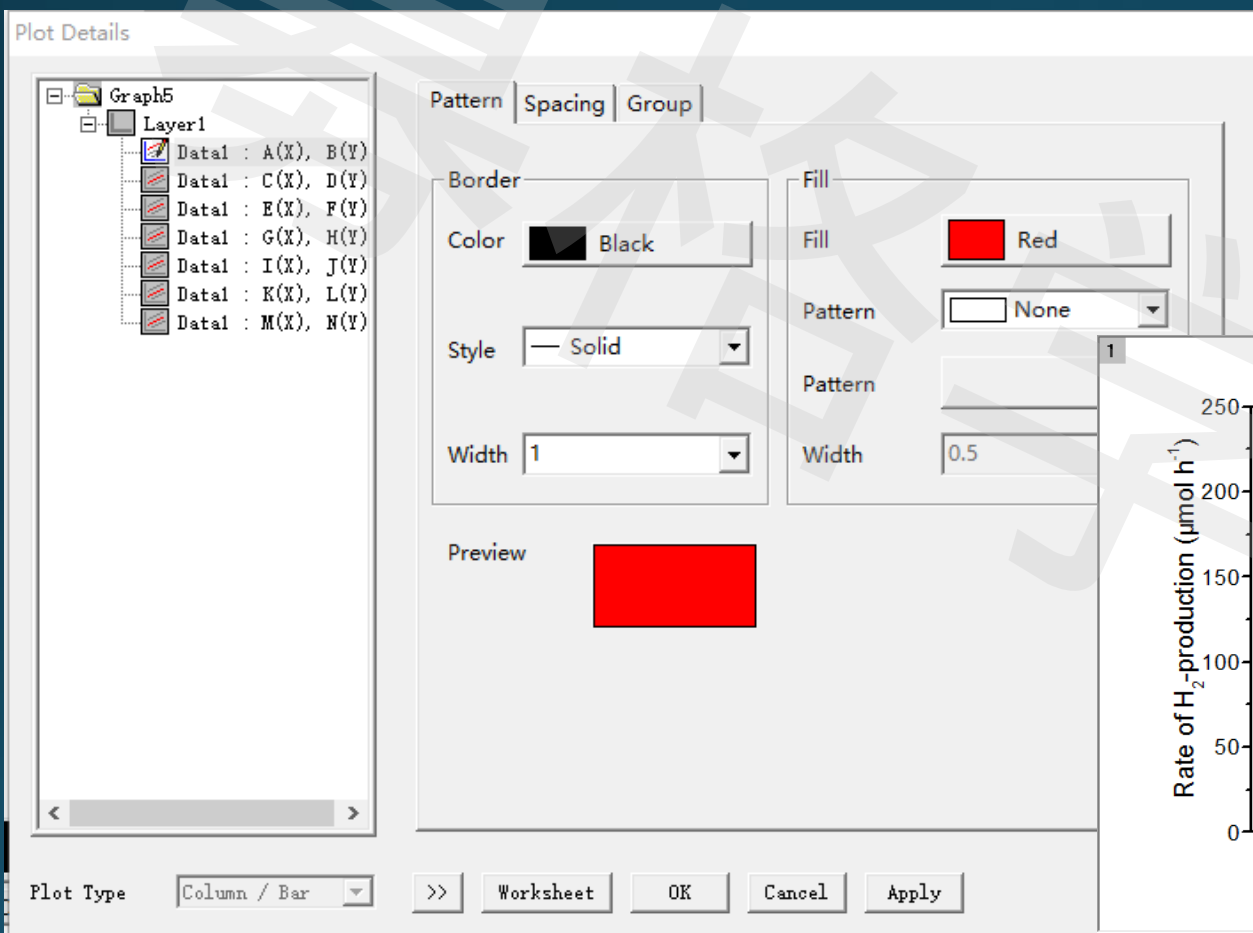 Plot Details
Graph5
Layer1
Data1 : A(X), B(Y)
Data1 : C(X), D(Y)
Data1 : E(X), F(Y)
Data1 : G(X), H(Y)
Data1 : I(X), J(Y)
Data1 : K(X), L(Y)
Data1 : M(X), N(Y)
Pattern Spacing Group
Border
Color Black
Style Solid
Width 1
Fill
Fill Red
Pattern None
Pattern
Width 0.5
Preview
1
250
200
150
100
50
0
Rate of H₂-production (μmol h⁻¹)
Plot Type Column / Bar >> Worksheet OK Cancel Apply